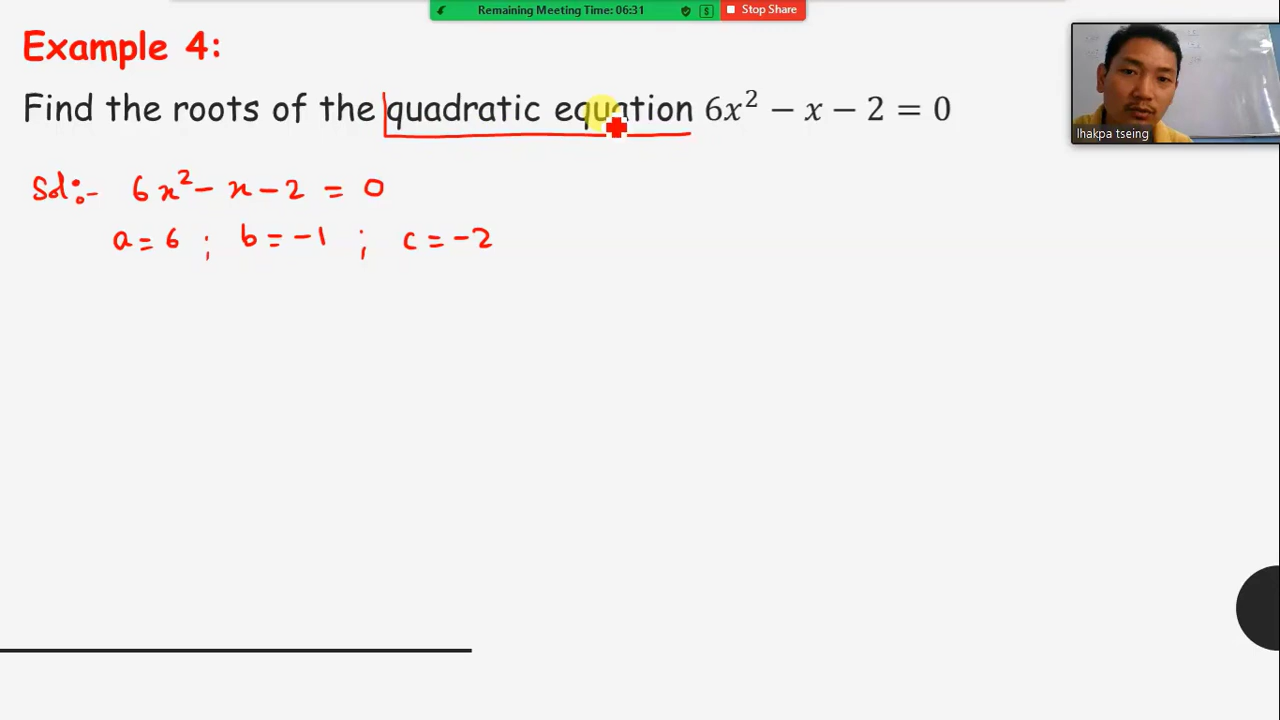 Remaining Meeting Time: 06:31
Stop Share
Example 4:
Find the roots of the quadratic equation 6x² − x − 2 = 0
lhakpa tseing
Sol:- 6x² - x - 2 = 0
a = 6 ; b = -1 ; c = -2